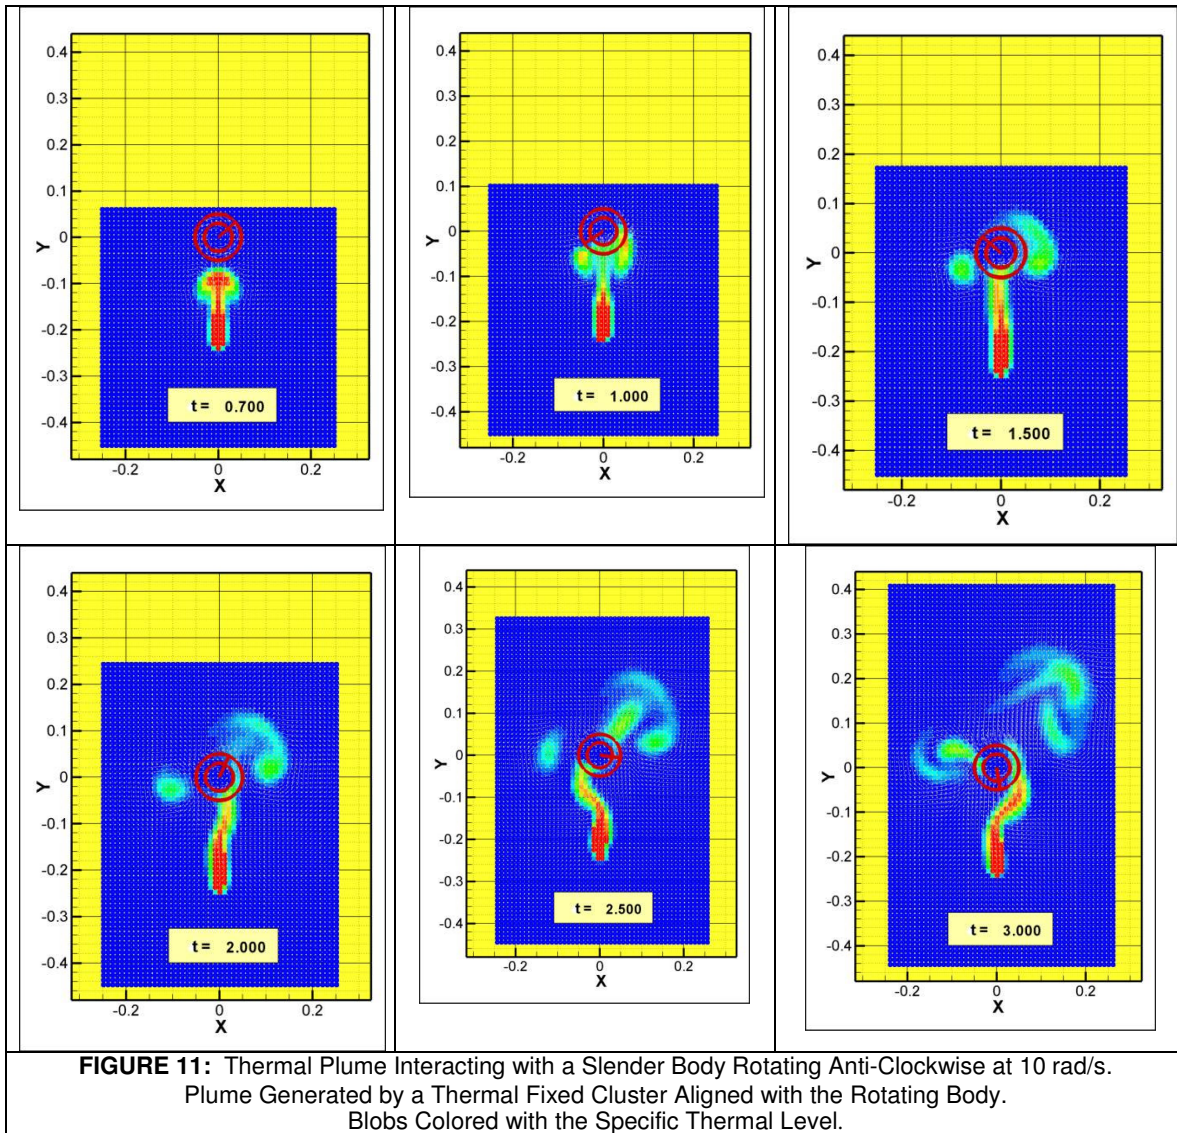 0.4
0.3
0.2
0.1
0
-0.1
-0.2
-0.3
-0.4
Y
t = 0.700
-0.2 0 0.2
X
0.4
0.3
0.2
0.1
0
-0.1
-0.2
-0.3
-0.4
Y
t = 1.000
-0.2 0 0.2
X
0.4
0.3
0.2
0.1
0
-0.1
-0.2
-0.3
-0.4
Y
t = 1.500
-0.2 0 0.2
X
0.4
0.3
0.2
0.1
0
-0.1
-0.2
-0.3
-0.4
Y
t = 2.000
-0.2 0 0.2
X
0.4
0.3
0.2
0.1
0
-0.1
-0.2
-0.3
-0.4
Y
t = 2.500
-0.2 0 0.2
X
0.4
0.3
0.2
0.1
0
-0.1
-0.2
-0.3
-0.4
Y
t = 3.000
-0.2 0 0.2
X
FIGURE 11: Thermal Plume Interacting with a Slender Body Rotating Anti-Clockwise at 10 rad/s.
Plume Generated by a Thermal Fixed Cluster Aligned with the Rotating Body.
Blobs Colored with the Specific Thermal Level.